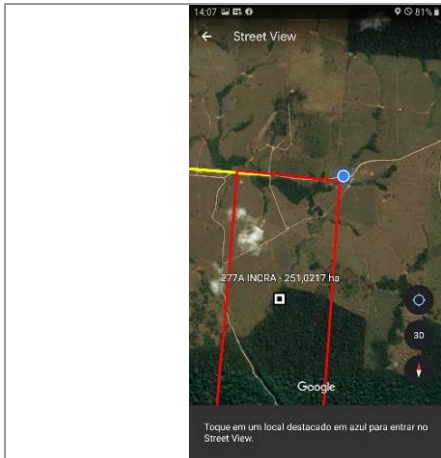 14:07 81%
Street View
277A INCRA - 251,0217 ha
3D
Google
Toque em um local destacado em azul para entrar no
Street View.